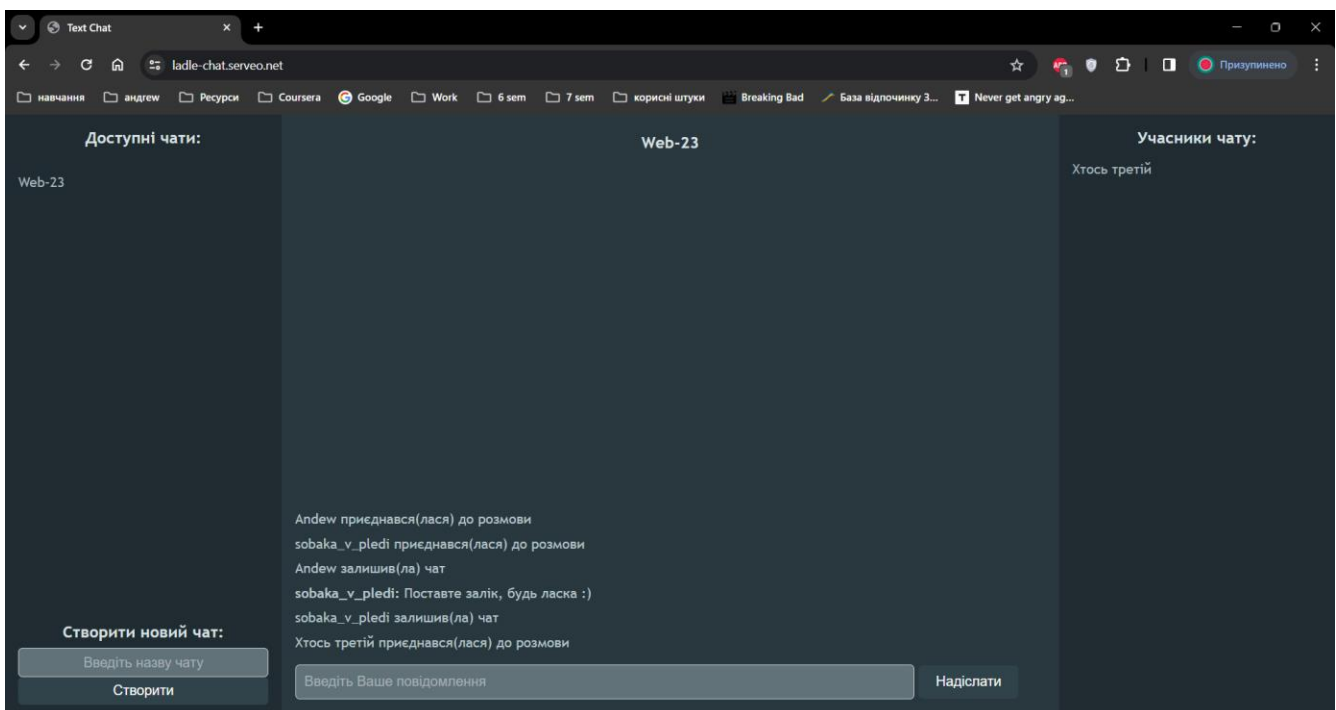 Text Chat
ladle-chat.serveo.net
1
Призупинено
навчання андrew Ресурси Coursera Google Work 6 sem 7 sem корисні штуки Breaking Bad База відпочинку З... Never get angry ag...
Доступні чати:
Web-23
Web-23
Andew приєднався(лася) до розмови
sobaka_v_pledi приєднався(лася) до розмови
Andew залишив(ла) чат
sobaka_v_pledi: Поставте залік, будь ласка :)
sobaka_v_pledi залишив(ла) чат
Хтось третій приєднався(лася) до розмови
Введіть Ваше повідомлення
Надіслати
Створити новий чат:
Введіть назву чату
Створити
Учасники чату:
Хтось третій